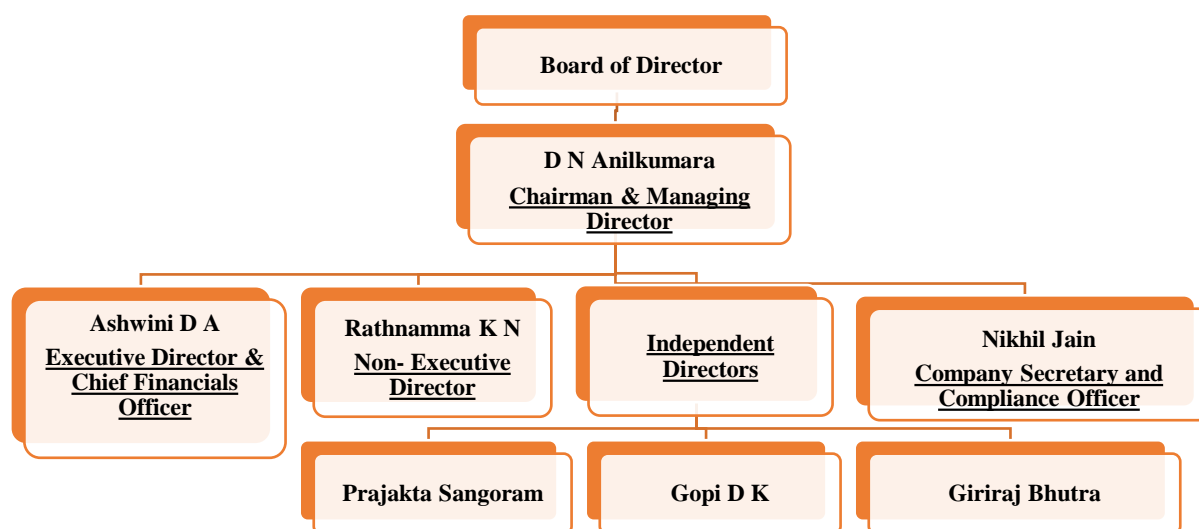 Board of Director
D N Anilkumara
Chairman & Managing
Director
Ashwini D A
Executive Director &
Chief Financials
Officer
Rathnamma K N
Non- Executive
Director
Independent
Directors
Nikhil Jain
Company Secretary and
Compliance Officer
Prajakta Sangoram
Gopi D K
Giriraj Bhutra